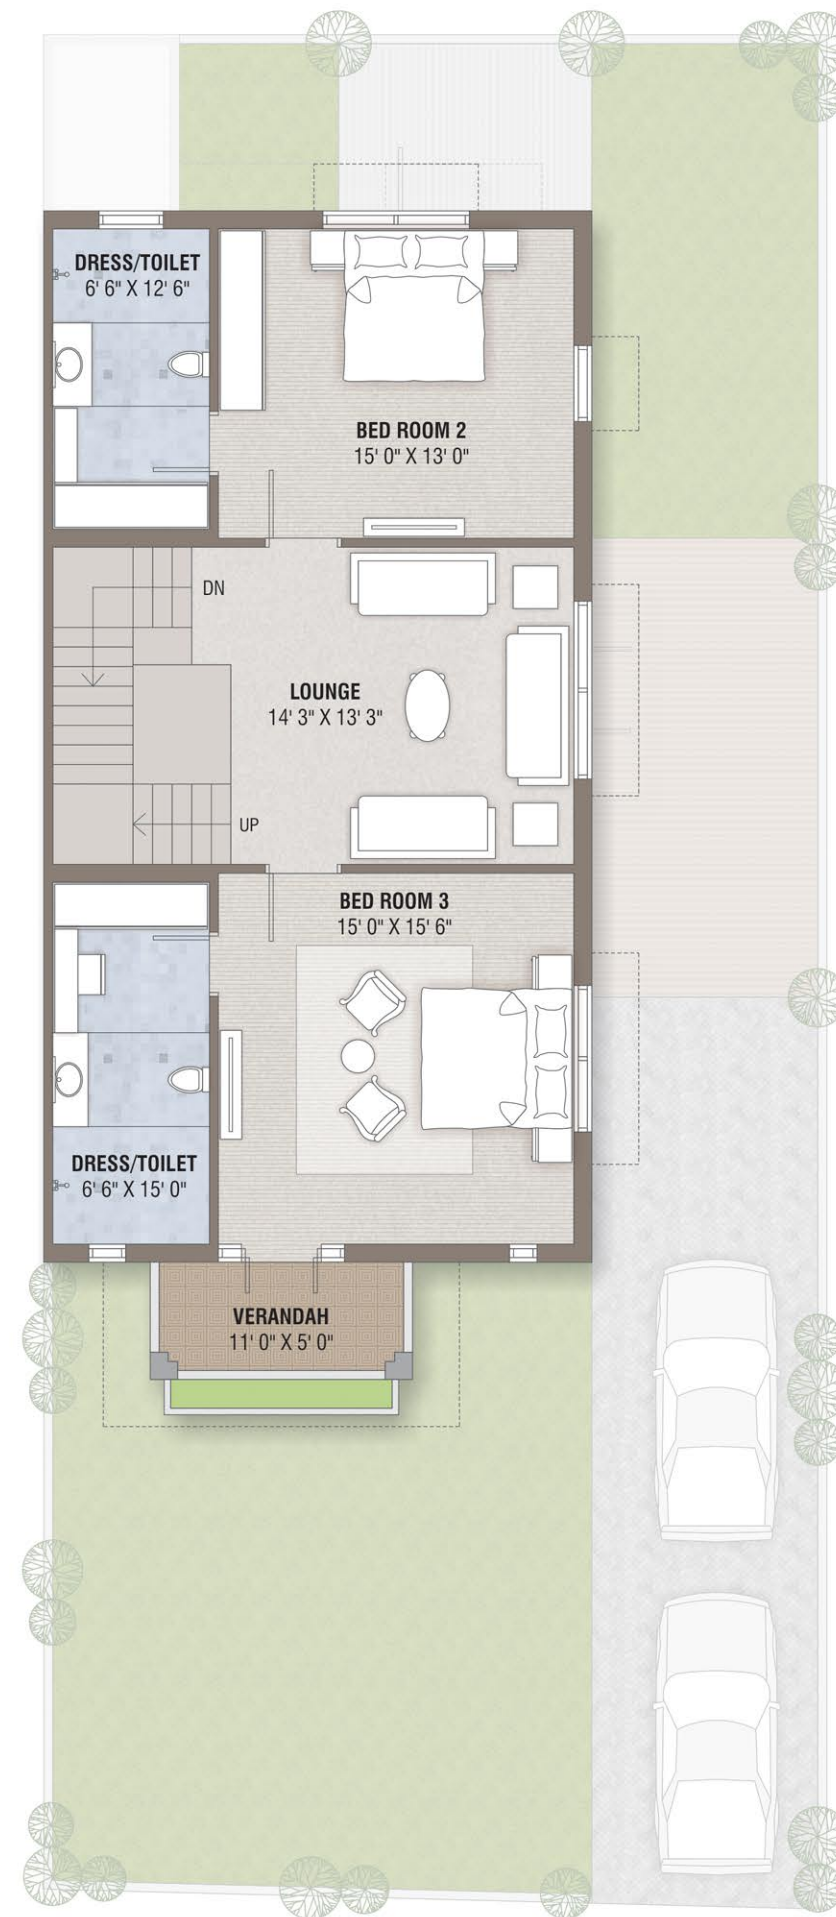 DRESS/TOILET
6' 6" X 12' 6"
BED ROOM 2
15' 0" X 13' 0"
DN
LOUNGE
14' 3" X 13' 3"
UP
BED ROOM 3
15' 0" X 15' 6"
DRESS/TOILET
6' 6" X 15' 0"
VERANDAH
11' 0" X 5' 0"